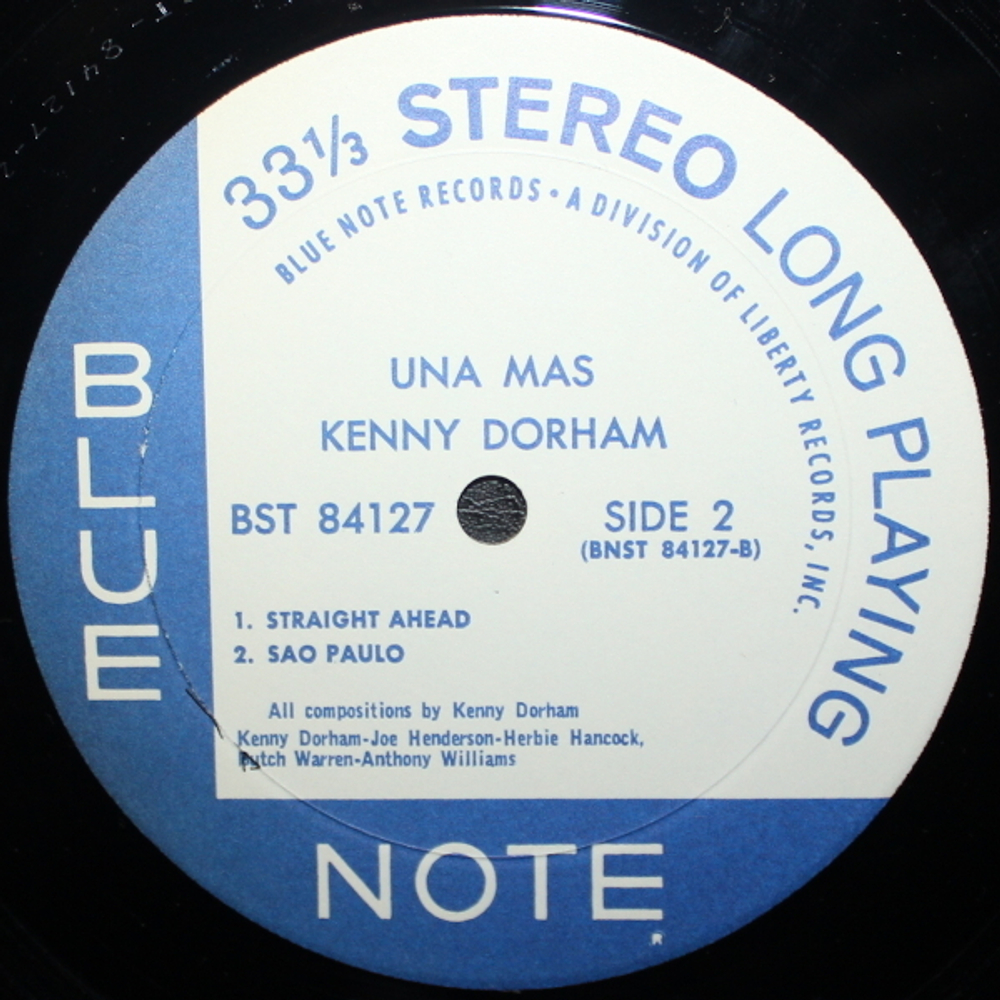 33⅓ STEREO LONG PLAYING
BLUE NOTE RECORDS • A DIVISION OF LIBERTY RECORDS, INC.
UNA MAS
KENNY DORHAM
BST 84127
SIDE 2
(BNST 84127-B)
1. STRAIGHT AHEAD
2. SAO PAULO
All compositions by Kenny Dorham
Kenny Dorham-Joe Henderson-Herbie Hancock,
Butch Warren-Anthony Williams
BLUE
NOTE
®